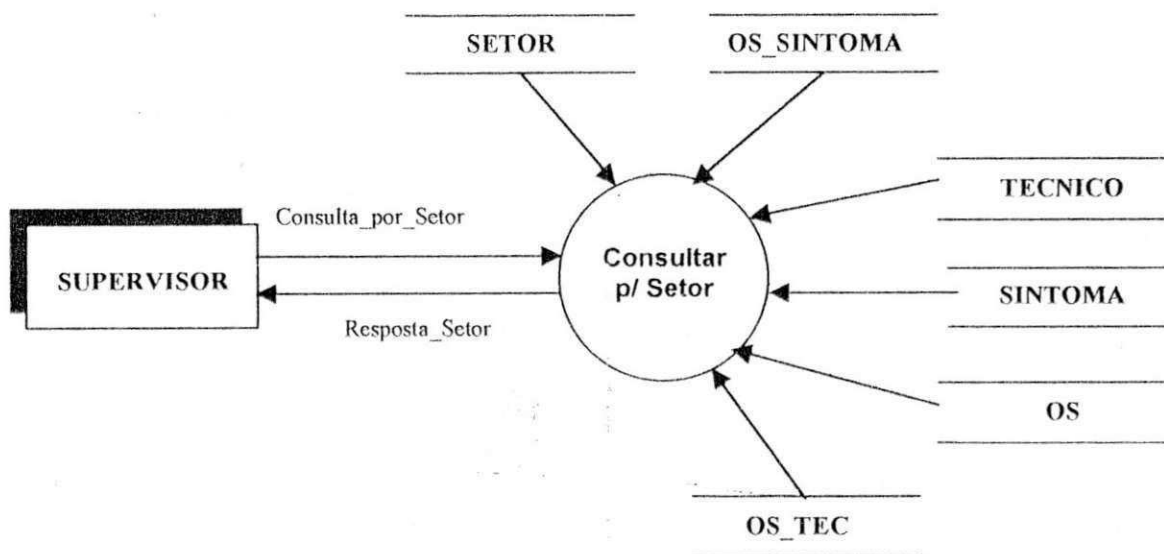 SETOR
OS_SINTOMA
TECNICO
Consulta_por_Setor
SUPERVISOR
Consultar
p/ Setor
SINTOMA
Resposta_Setor
OS
OS_TEC